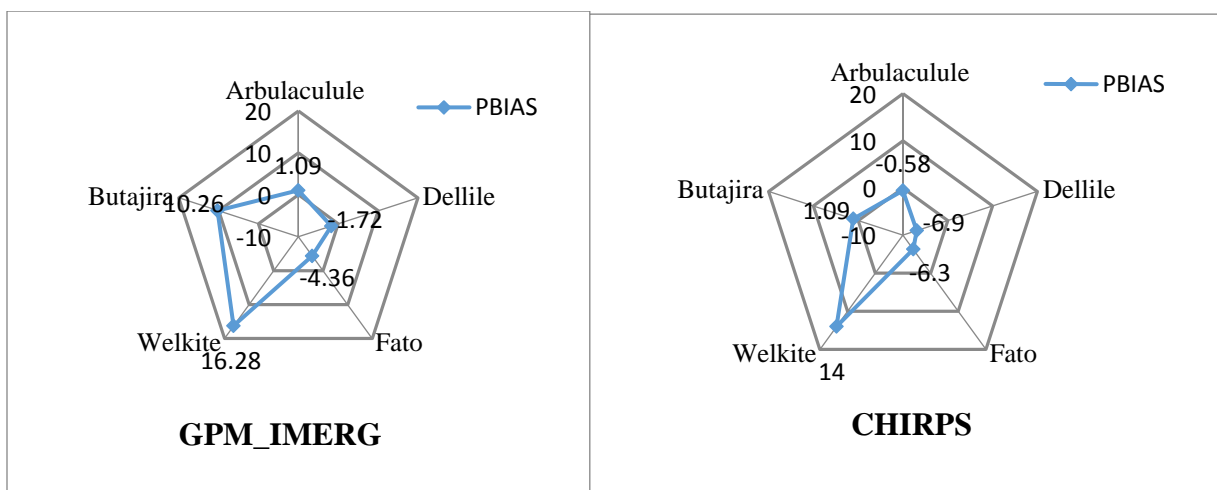 Arbulaculule
20
PBIAS
10
1.09
0
Butajira
10.26
Dellile
-1.72
-10
-4.36
Welkite
16.28
Fato
GPM_IMERG
Arbulaculule
20
PBIAS
10
-0.58
0
Butajira
1.09
Dellile
-6.9
-10
-6.3
Welkite
14
Fato
CHIRPS